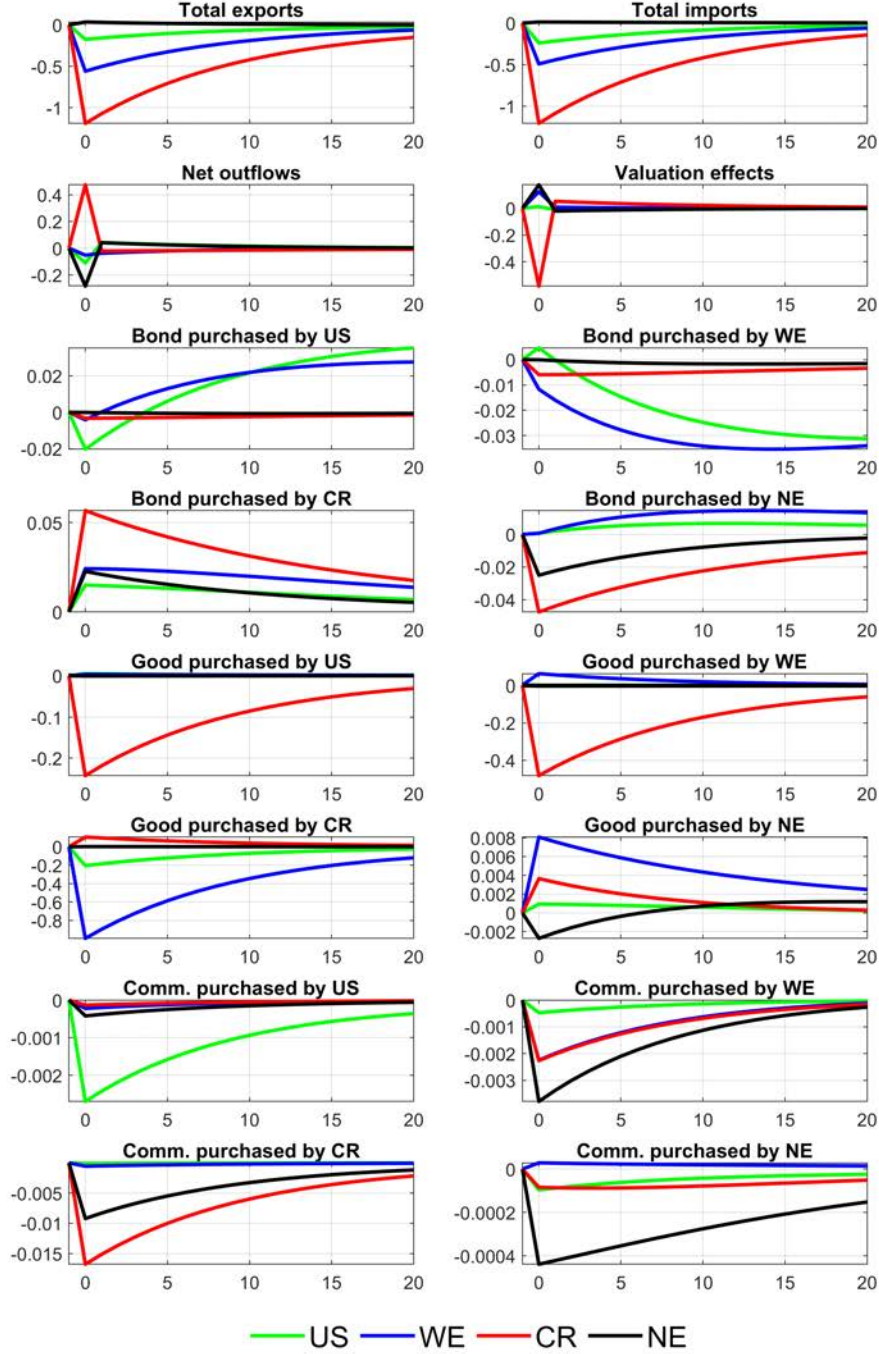 Total exports
0
-0.5
-1
0 5 10 15 20
Total imports
0
-0.5
-1
0 5 10 15 20
Net outflows
0.4
0.2
0
-0.2
0 5 10 15 20
Valuation effects
0.2
0
-0.2
-0.4
0 5 10 15 20
Bond purchased by US
0.02
0
-0.02
0 5 10 15 20
Bond purchased by WE
0
-0.01
-0.02
-0.03
0 5 10 15 20
Bond purchased by CR
0.05
0
0 5 10 15 20
Bond purchased by NE
0
-0.02
-0.04
0 5 10 15 20
Good purchased by US
0
-0.1
-0.2
0 5 10 15 20
Good purchased by WE
0
-0.2
-0.4
0 5 10 15 20
Good purchased by CR
0
-0.2
-0.4
-0.6
-0.8
0 5 10 15 20
Good purchased by NE
0.008
0.006
0.004
0.002
0
-0.002
0 5 10 15 20
Comm. purchased by US
0
-0.001
-0.002
0 5 10 15 20
Comm. purchased by WE
0
-0.001
-0.002
-0.003
0 5 10 15 20
Comm. purchased by CR
-0.005
-0.01
-0.015
0 5 10 15 20
Comm. purchased by NE
0
-0.0002
-0.0004
0 5 10 15 20
US WE CR NE